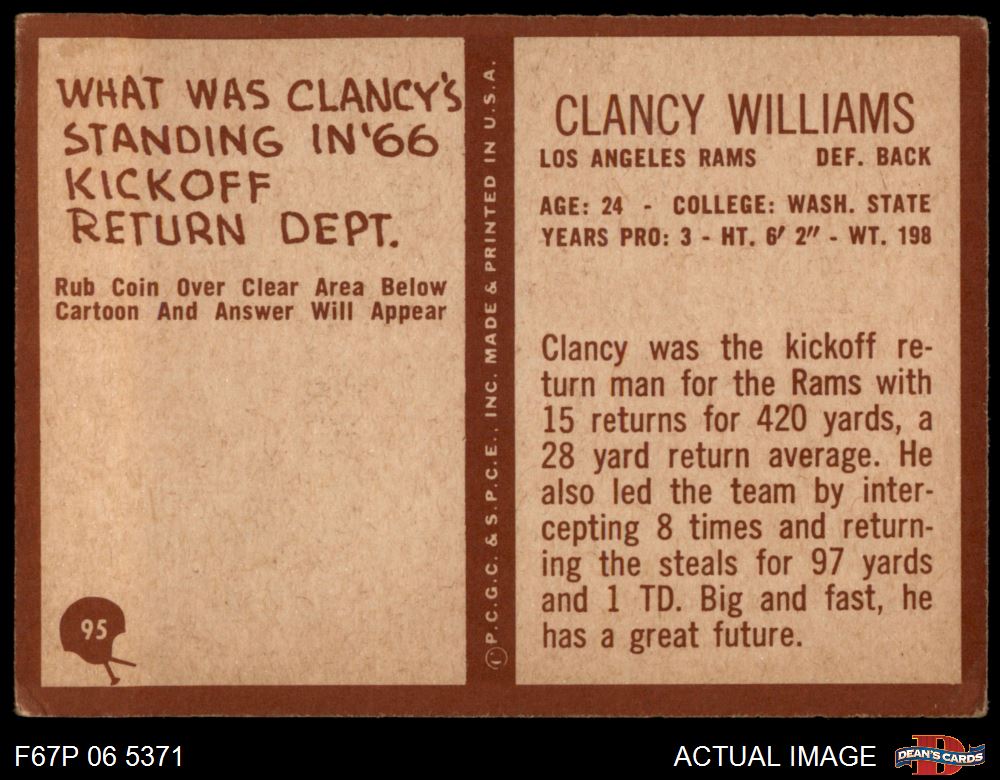 WHAT WAS CLANCY'S
STANDING IN '66
KICKOFF
RETURN DEPT.
Rub Coin Over Clear Area Below
Cartoon And Answer Will Appear
95
Ⓒ P.C.G.C. & S.P.C.E., INC. MADE & PRINTED IN U.S.A.
CLANCY WILLIAMS
LOS ANGELES RAMS DEF. BACK
AGE: 24 - COLLEGE: WASH. STATE
YEARS PRO: 3 - HT. 6' 2" - WT. 198
Clancy was the kickoff re-
turn man for the Rams with
15 returns for 420 yards, a
28 yard return average. He
also led the team by inter-
cepting 8 times and return-
ing the steals for 97 yards
and 1 TD. Big and fast, he
has a great future.
F67P 06 5371
ACTUAL IMAGE
D
DEAN'S CARDS